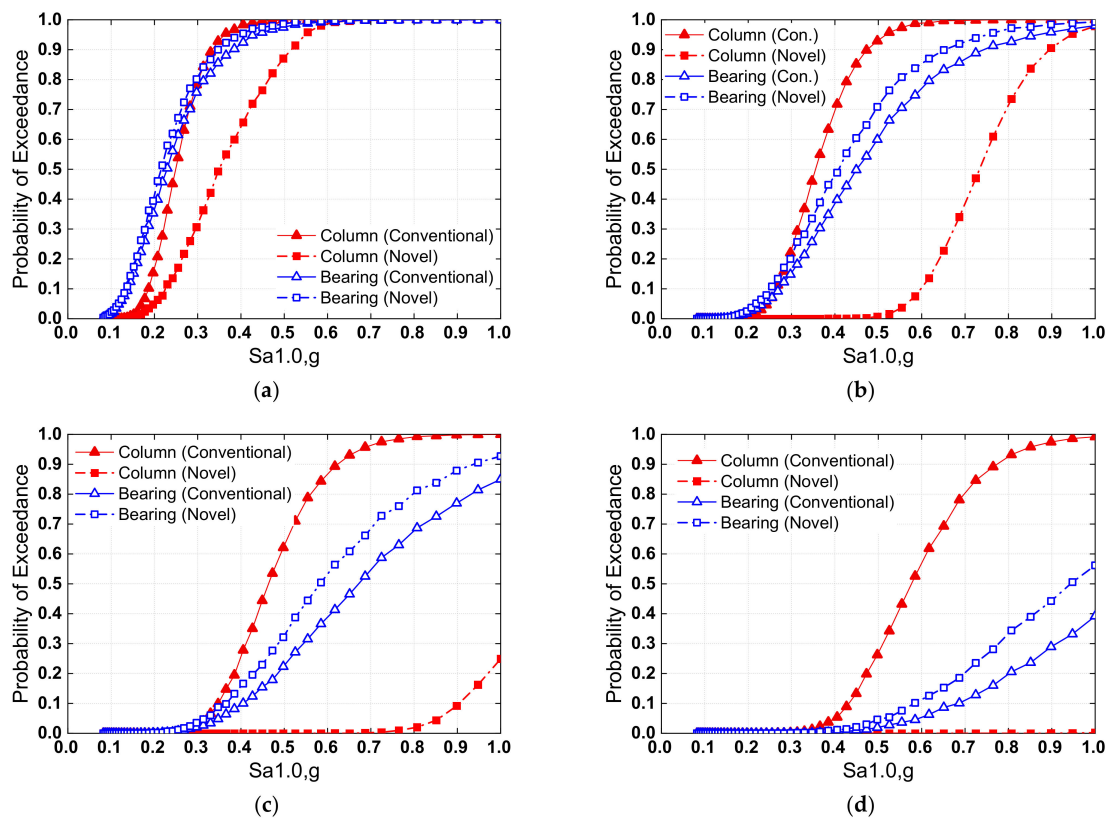 1.0
0.9
0.8
0.7
0.6
0.5
0.4
0.3
0.2
0.1
0.0
Probability of Exceedance
Column (Conventional)
Column (Novel)
Bearing (Conventional)
Bearing (Novel)
0.0 0.1 0.2 0.3 0.4 0.5 0.6 0.7 0.8 0.9 1.0
Sa1.0,g
(a)
1.0
0.9
0.8
0.7
0.6
0.5
0.4
0.3
0.2
0.1
0.0
Probability of Exceedance
Column (Con.)
Column (Novel)
Bearing (Con.)
Bearing (Novel)
0.0 0.1 0.2 0.3 0.4 0.5 0.6 0.7 0.8 0.9 1.0
Sa1.0,g
(b)
1.0
0.9
0.8
0.7
0.6
0.5
0.4
0.3
0.2
0.1
0.0
Probability of Exceedance
Column (Conventional)
Column (Novel)
Bearing (Conventional)
Bearing (Novel)
0.0 0.1 0.2 0.3 0.4 0.5 0.6 0.7 0.8 0.9 1.0
Sa1.0,g
(c)
1.0
0.9
0.8
0.7
0.6
0.5
0.4
0.3
0.2
0.1
0.0
Probability of Exceedance
Column (Conventional)
Column (Novel)
Bearing (Conventional)
Bearing (Novel)
0.0 0.1 0.2 0.3 0.4 0.5 0.6 0.7 0.8 0.9 1.0
Sa1.0,g
(d)